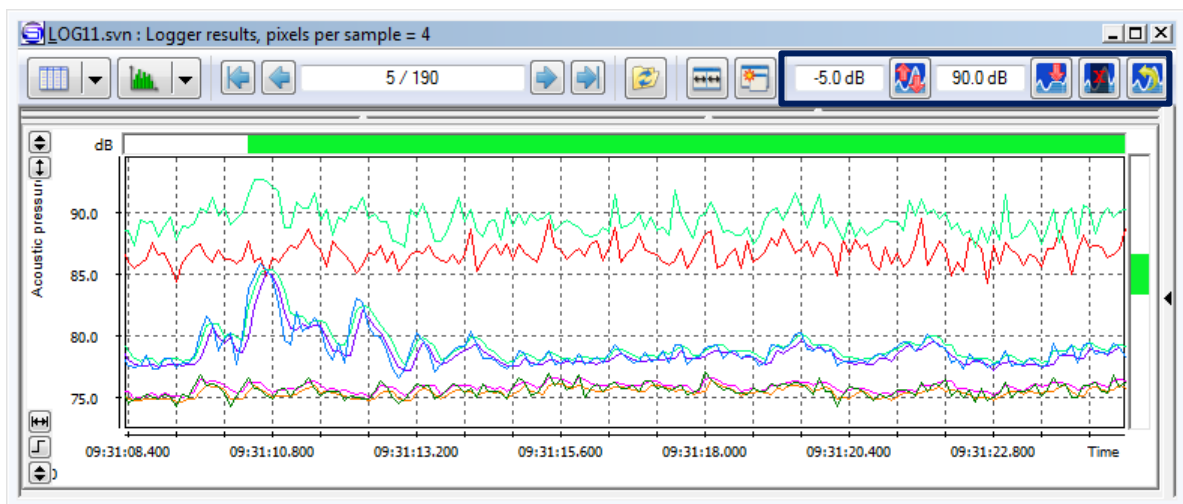 LOG11.svn : Logger results, pixels per sample = 4
5 / 190
-5.0 dB
90.0 dB
dB
Acoustic pressur
90.0
85.0
80.0
75.0
09:31:08.400 09:31:10.800 09:31:13.200 09:31:15.600 09:31:18.000 09:31:20.400 09:31:22.800 Time